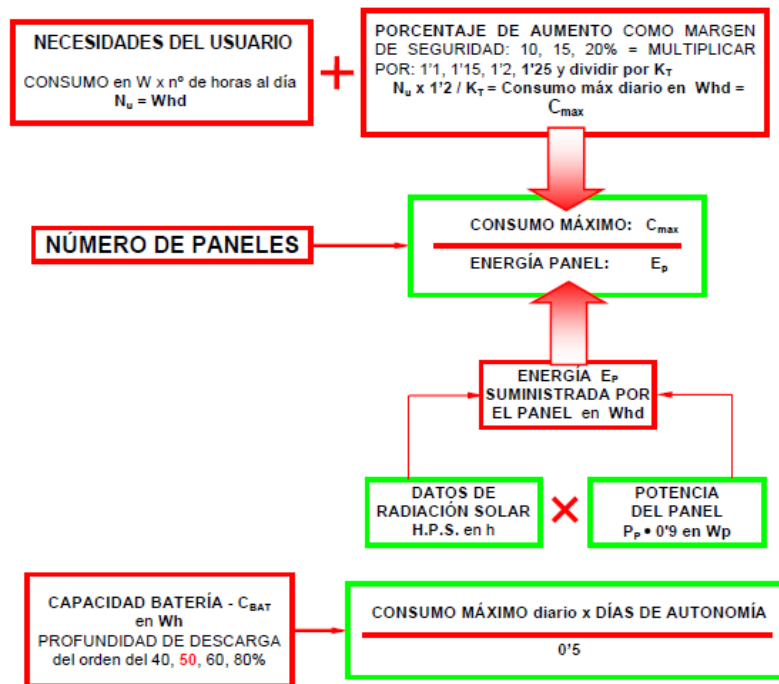 NECESIDADES DEL USUARIO
CONSUMO en W x nº de horas al día
Nu = Whd
+
PORCENTAJE DE AUMENTO COMO MARGEN
DE SEGURIDAD: 10, 15, 20% = MULTIPLICAR
POR: 1'1, 1'15, 1'2, 1'25 y dividir por KT
Nu x 1'2 / KT = Consumo máx diario en Whd =
Cmax
NÚMERO DE PANELES
CONSUMO MÁXIMO: Cmax
ENERGÍA PANEL: Ep
ENERGÍA EP
SUMINISTRADA POR
EL PANEL en Whd
DATOS DE
RADIACIÓN SOLAR
H.P.S. en h
X
POTENCIA
DEL PANEL
PP • 0'9 en Wp
CAPACIDAD BATERÍA - CBAT
en Wh
PROFUNDIDAD DE DESCARGA
del orden del 40, 50, 60, 80%
CONSUMO MÁXIMO diario x DÍAS DE AUTONOMÍA
0'5